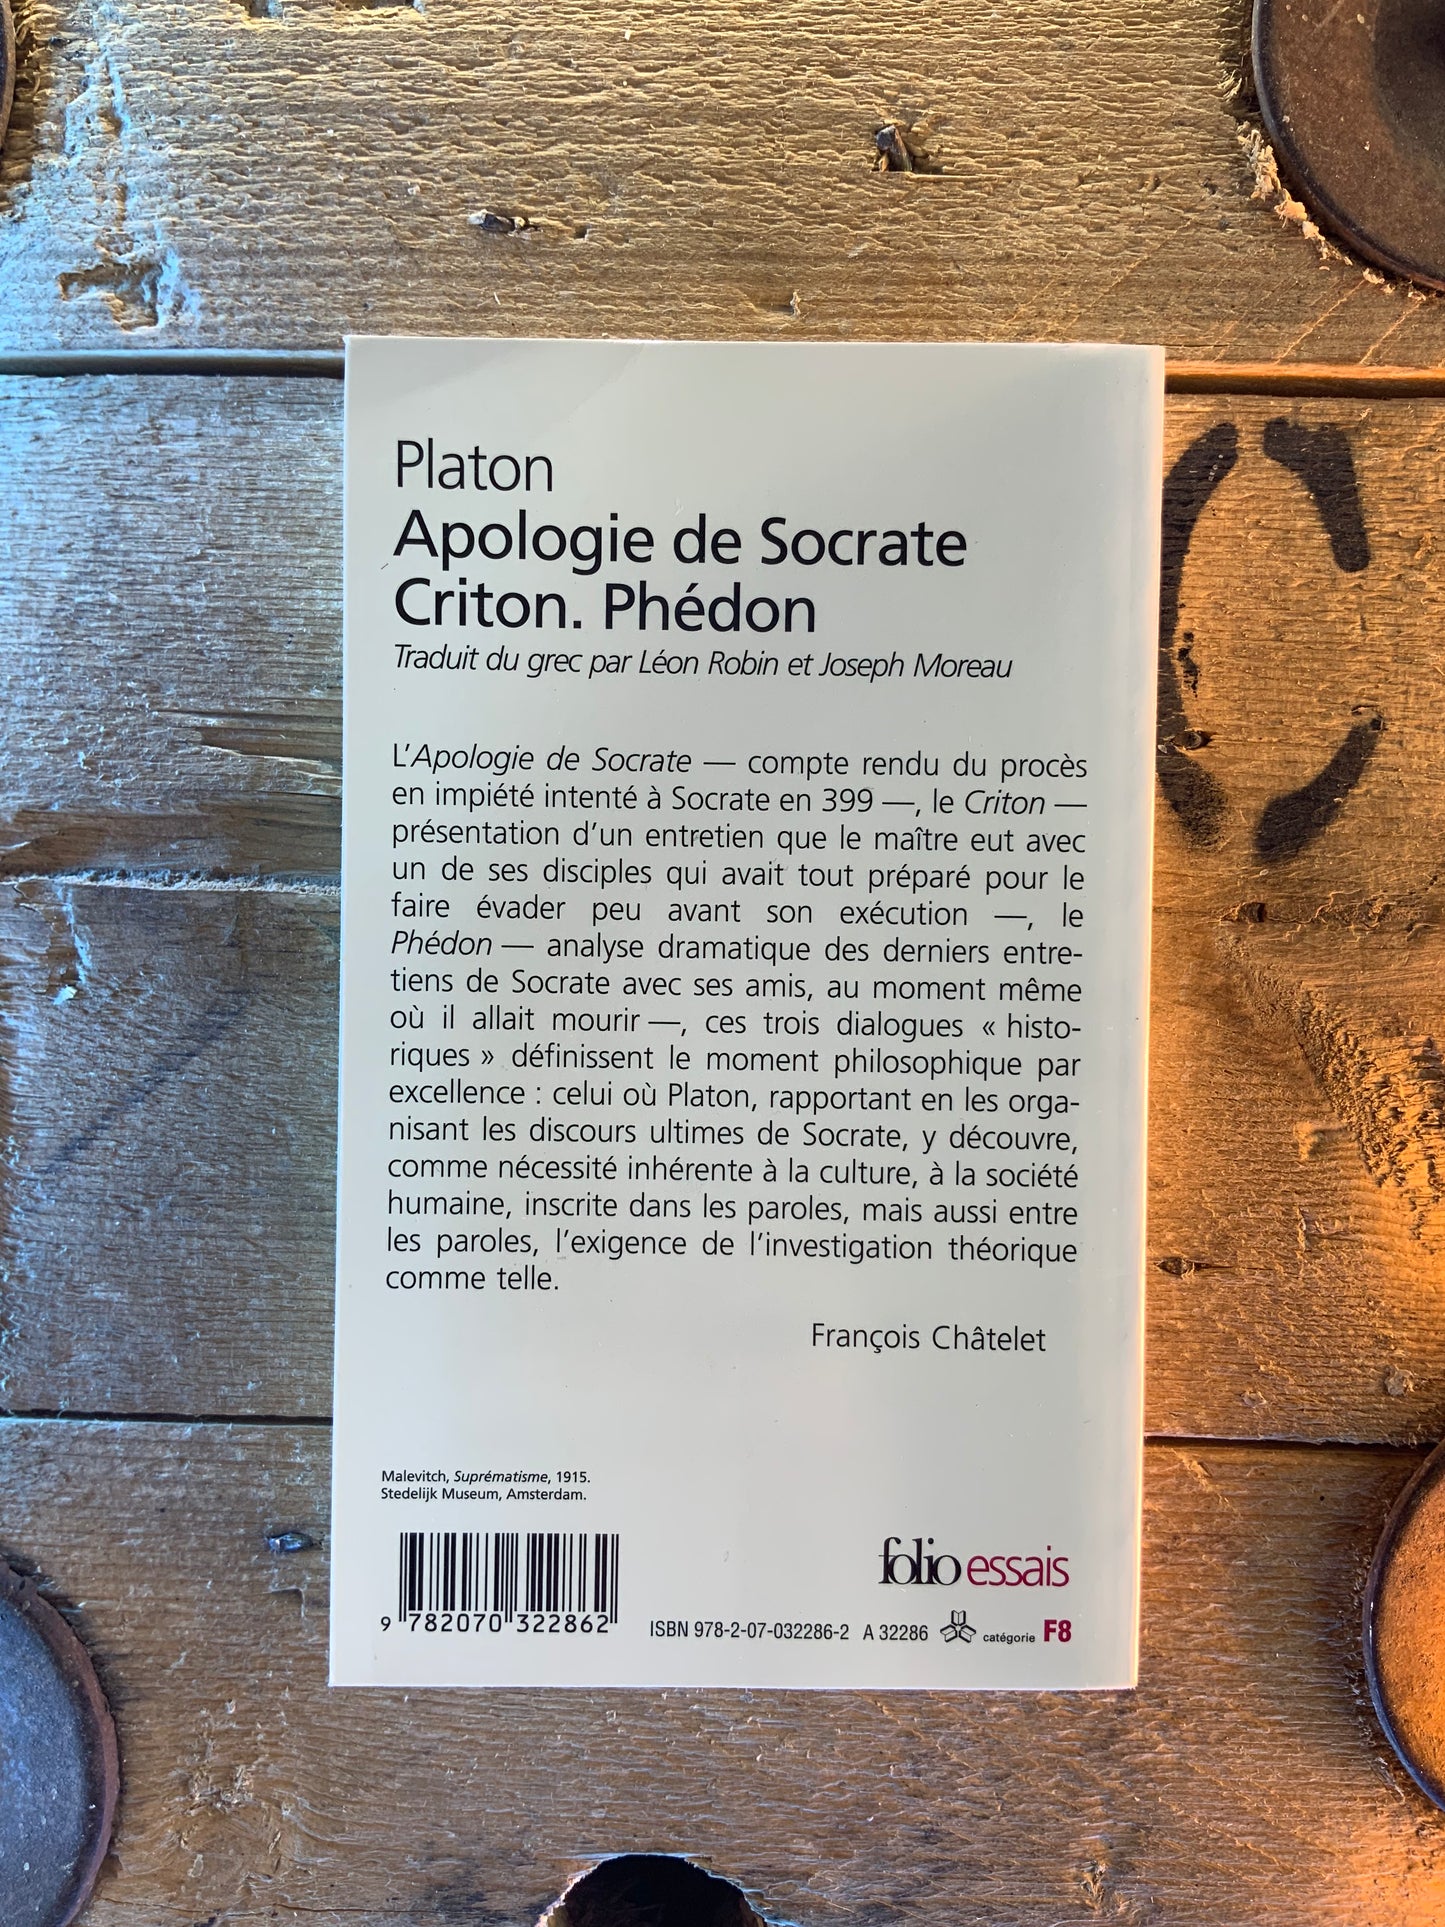 Platon
Apologie de Socrate
Criton. Phédon
Traduit du grec par Léon Robin et Joseph Moreau
L'Apologie de Socrate — compte rendu du procès
en impiété intenté à Socrate en 399 —, le Criton —
présentation d'un entretien que le maître eut avec
un de ses disciples qui avait tout préparé pour le
faire évader peu avant son exécution —, le
Phédon — analyse dramatique des derniers entre-
tiens de Socrate avec ses amis, au moment même
où il allait mourir —, ces trois dialogues « histo-
riques » définissent le moment philosophique par
excellence : celui où Platon, rapportant en les orga-
nisant les discours ultimes de Socrate, y découvre,
comme nécessité inhérente à la culture, à la société
humaine, inscrite dans les paroles, mais aussi entre
les paroles, l'exigence de l'investigation théorique
comme telle.
François Châtelet
Malevitch, Suprématisme, 1915.
Stedelijk Museum, Amsterdam.
folio essais
9 782070 322862
ISBN 978-2-07-032286-2 A 32286 catégorie F8